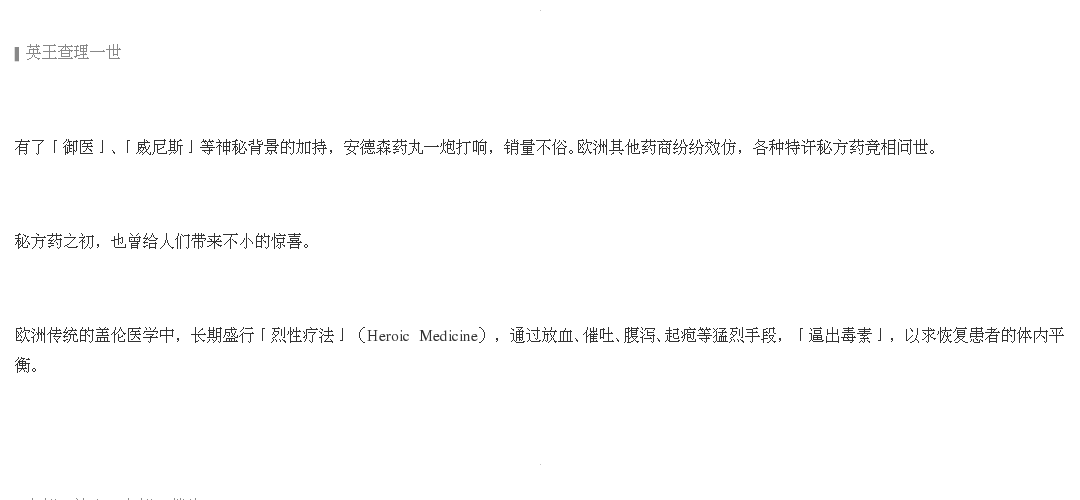 英王查理一世
有了「御医」、「威尼斯」等神秘背景的加持，安德森药丸一炮打响，销量不俗。欧洲其他药商纷纷效仿，各种特许秘方药竞相问世。
秘方药之初，也曾给人们带来不小的惊喜。
欧洲传统的盖伦医学中，长期盛行「烈性疗法」（Heroic Medicine），通过放血、催吐、腹泻、起疱等猛烈手段，「逼出毒素」，以求恢复患者的体内平
衡。